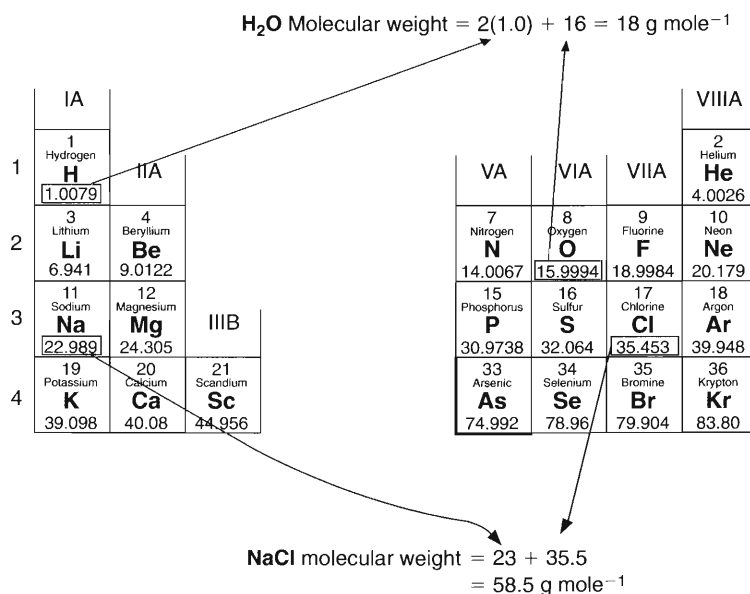 H₂O Molecular weight = 2(1.0) + 16 = 18 g mole⁻¹
IA VIIIA
1 2
Hydrogen Helium
1 H IIA VA VIA VIIA He
1.0079 4.0026
3 4 7 8 9 10
Lithium Beryllium Nitrogen Oxygen Fluorine Neon
2 Li Be N O F Ne
6.941 9.0122 14.0067 15.9994 18.9984 20.179
11 12 15 16 17 18
Sodium Magnesium Phosphorus Sulfur Chlorine Argon
3 Na Mg IIIB P S Cl Ar
22.989 24.305 30.9738 32.064 35.453 39.948
19 20 21 33 34 35 36
Potassium Calcium Scandium Arsenic Selenium Bromine Krypton
4 K Ca Sc As Se Br Kr
39.098 40.08 44.956 74.992 78.96 79.904 83.80
NaCl molecular weight = 23 + 35.5
= 58.5 g mole⁻¹